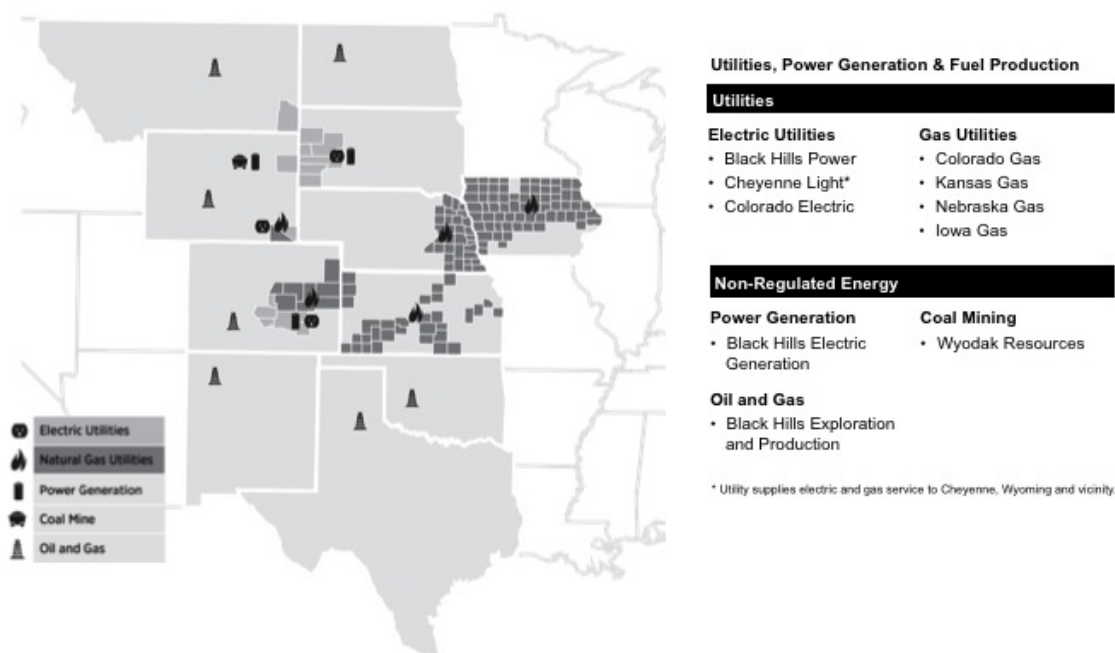 Utilities, Power Generation & Fuel Production
Utilities
Electric Utilities
• Black Hills Power
• Cheyenne Light*
• Colorado Electric
Gas Utilities
• Colorado Gas
• Kansas Gas
• Nebraska Gas
• Iowa Gas
Non-Regulated Energy
Power Generation
• Black Hills Electric
Generation
Coal Mining
• Wyodak Resources
Oil and Gas
• Black Hills Exploration
and Production
* Utility supplies electric and gas service to Cheyenne, Wyoming and vicinity.
Electric Utilities
Natural Gas Utilities
Power Generation
Coal Mine
Oil and Gas